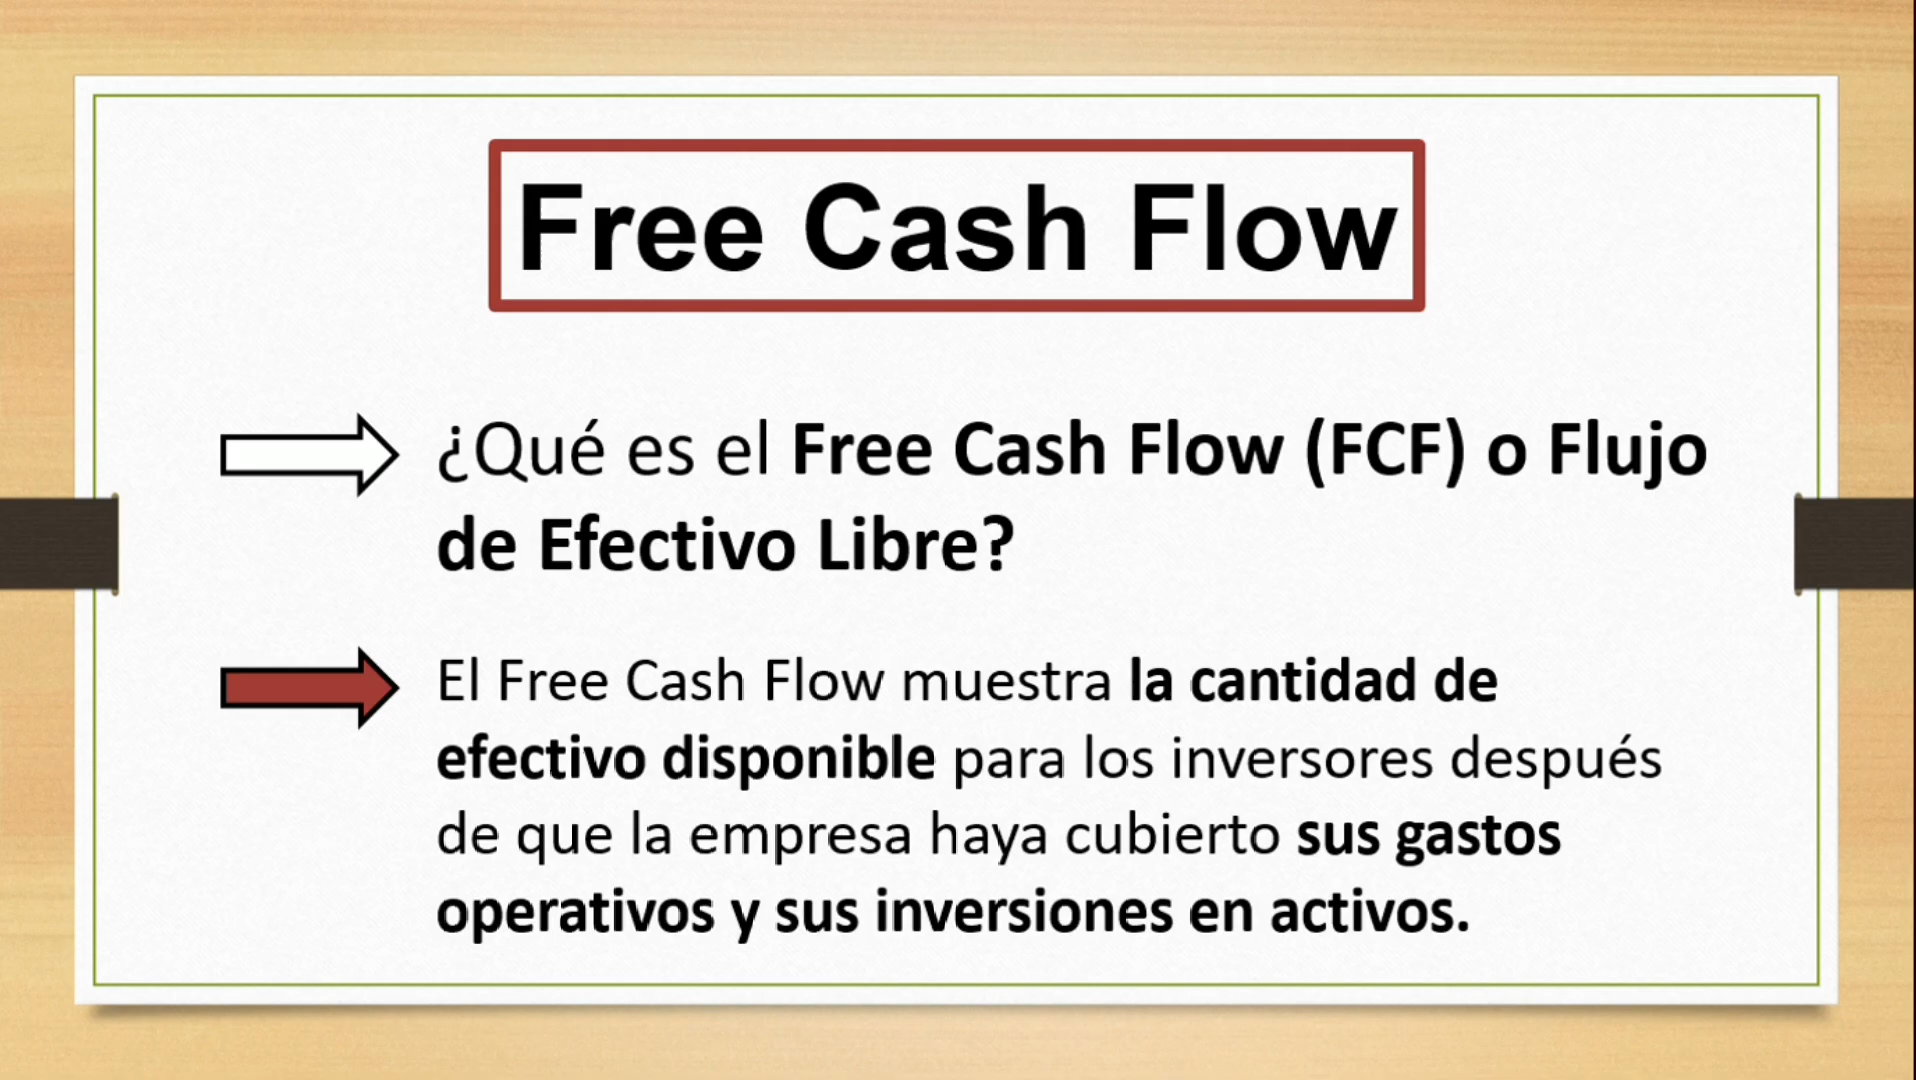 Free Cash Flow
¿Qué es el Free Cash Flow (FCF) o Flujo
de Efectivo Libre?
El Free Cash Flow muestra la cantidad de
efectivo disponible para los inversores después
de que la empresa haya cubierto sus gastos
operativos y sus inversiones en activos.